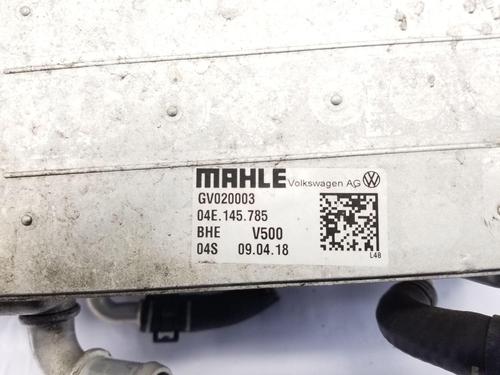 MAHLE Volkswagen AG
GV020003
04E.145.785
BHE V500
04S 09.04.18
L48